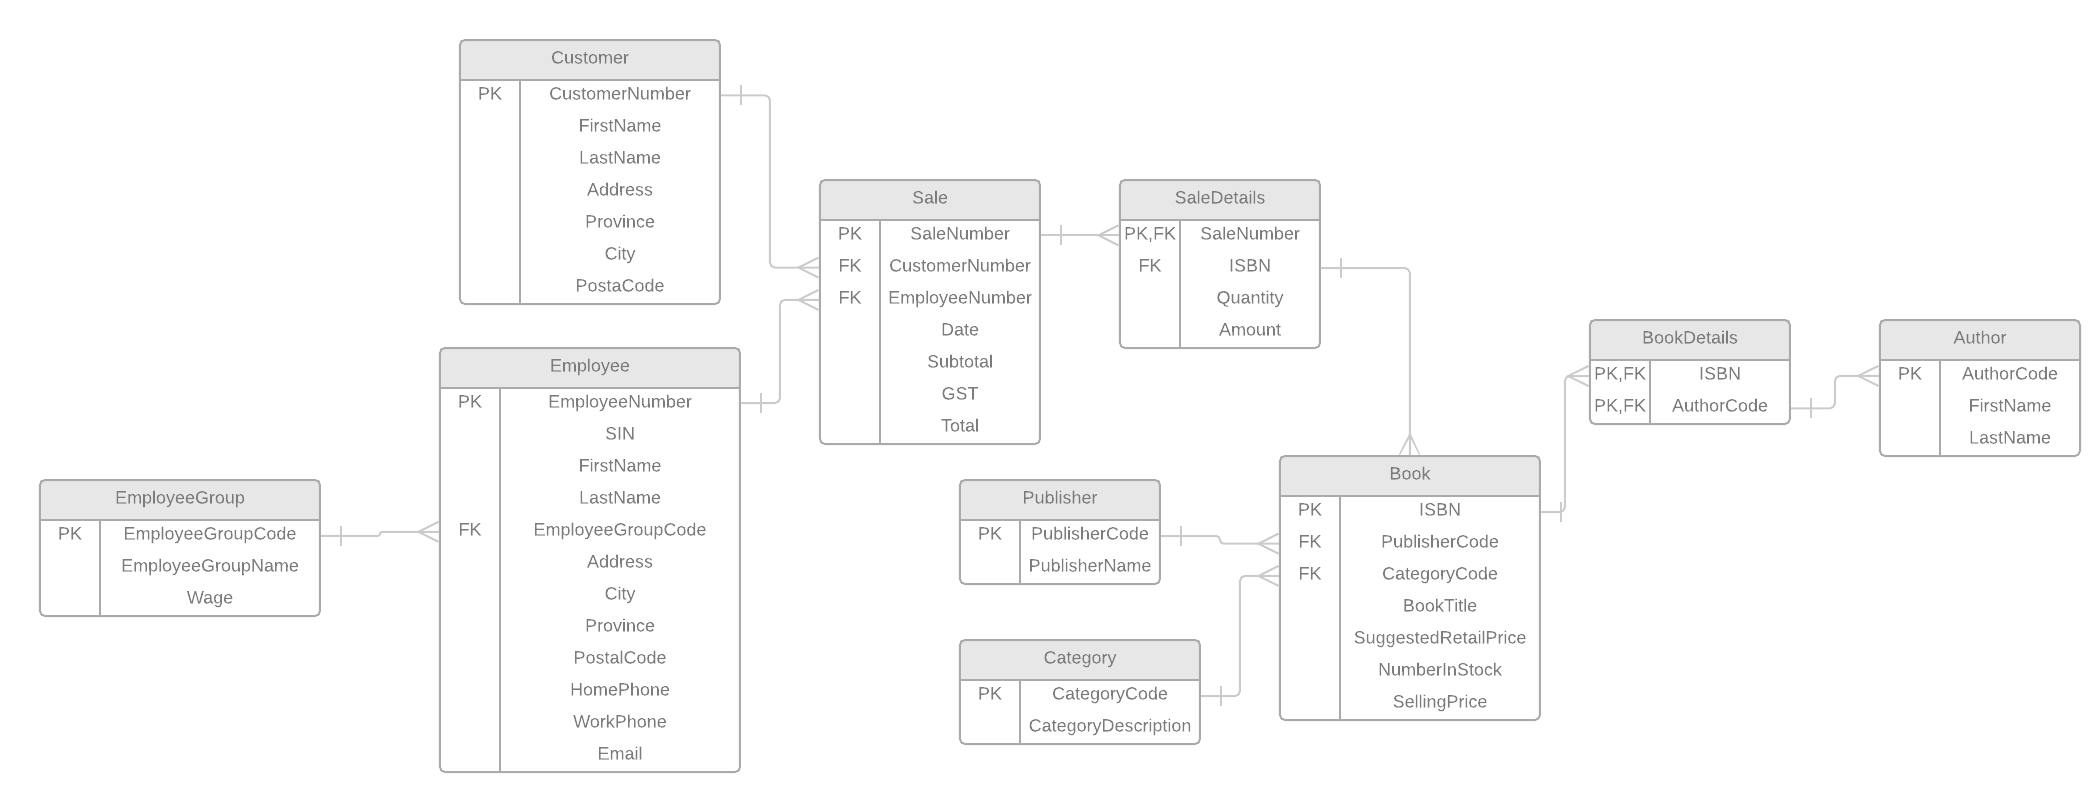 Customer
PK CustomerNumber
FirstName
LastName
Address
Province
City
PostaCode
Employee
PK EmployeeNumber
SIN
FirstName
LastName
FK EmployeeGroupCode
Address
City
Province
PostalCode
HomePhone
WorkPhone
Email
EmployeeGroup
PK EmployeeGroupCode
EmployeeGroupName
Wage
Sale
PK SaleNumber
FK CustomerNumber
FK EmployeeNumber
Date
Subtotal
GST
Total
SaleDetails
PK,FK SaleNumber
FK ISBN
Quantity
Amount
Publisher
PK PublisherCode
PublisherName
Category
PK CategoryCode
CategoryDescription
Book
PK ISBN
FK PublisherCode
FK CategoryCode
BookTitle
SuggestedRetailPrice
NumberInStock
SellingPrice
BookDetails
PK,FK ISBN
PK,FK AuthorCode
Author
PK AuthorCode
FirstName
LastName